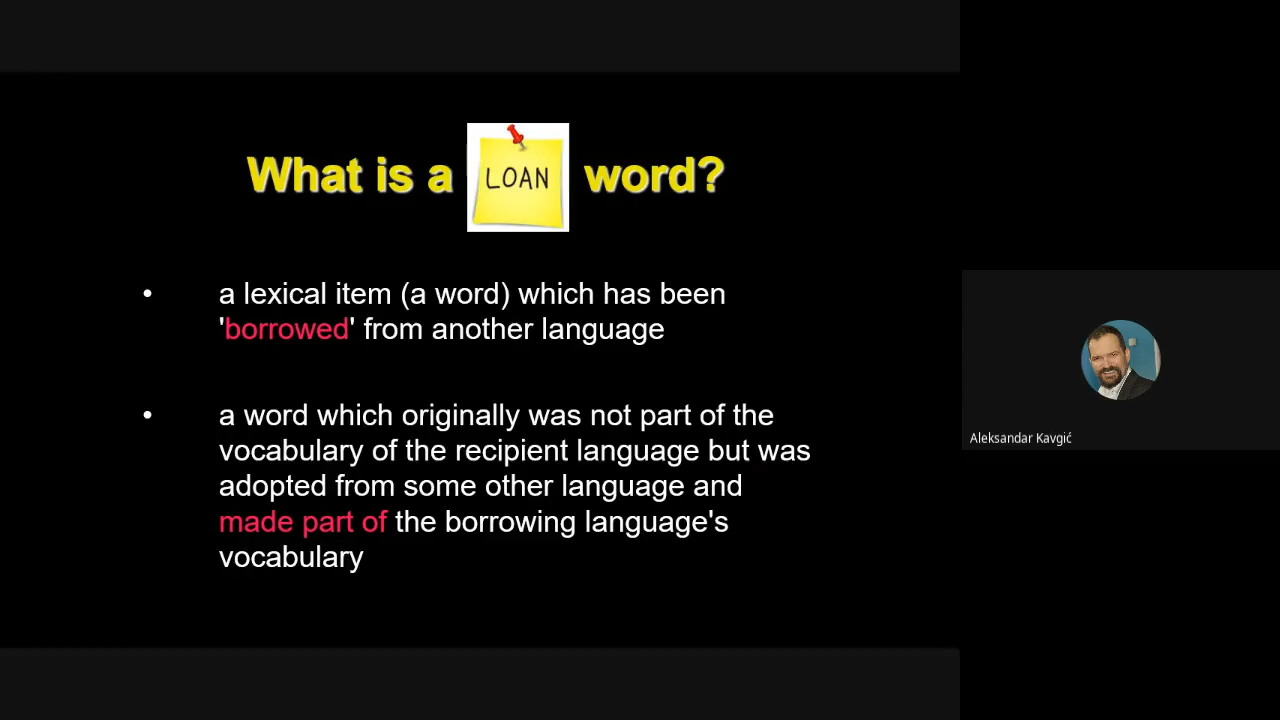 What is a LOAN word?
• a lexical item (a word) which has been
'borrowed' from another language
• a word which originally was not part of the
vocabulary of the recipient language but was
adopted from some other language and
made part of the borrowing language's
vocabulary
Aleksandar Kavgić